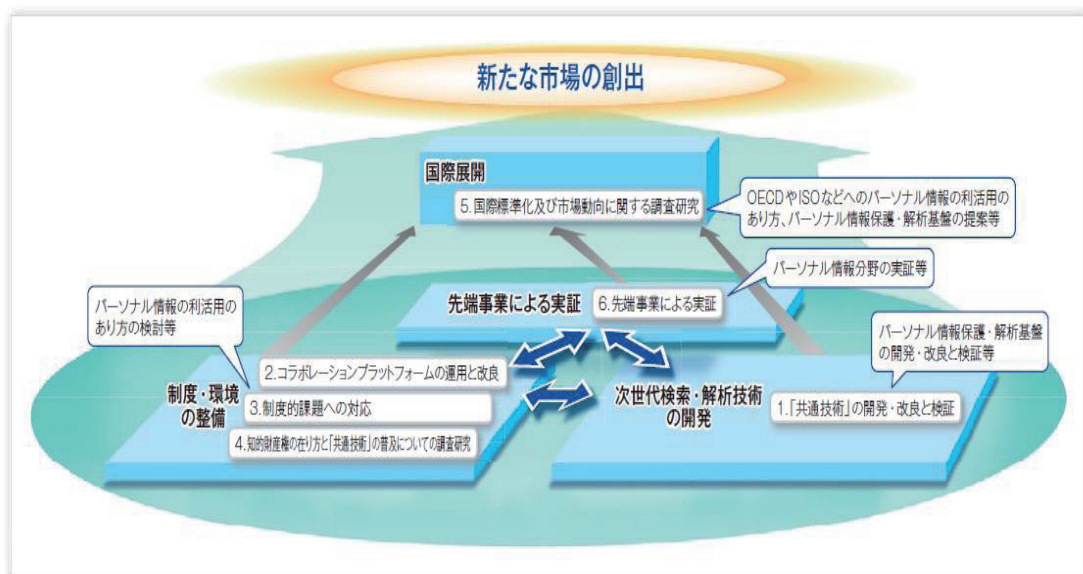 新たな市場の創出
国際展開
5.国際標準化及び市場動向に関する調査研究
OECDやISOなどへのパーソナル情報の利活用の
あり方、パーソナル情報保護・解析基盤の提案等
パーソナル情報分野の実証等
先端事業による実証
6.先端事業による実証
パーソナル情報の利活用の
あり方の検討等
パーソナル情報保護・解析基盤
の開発・改良と検証等
制度・環境
の整備
2.コラボレーションプラットフォームの運用と改良
3.制度的課題への対応
4.知的財産権の在り方と「共通技術」の普及についての調査研究
次世代検索・解析技術
の開発
1.「共通技術」の開発・改良と検証